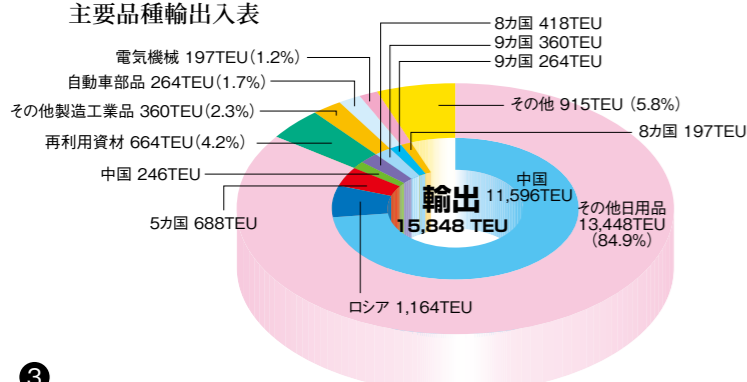 主要品種輸出入表
8カ国 418TEU
9カ国 360TEU
9カ国 264TEU
電気機械 197TEU(1.2%)
自動車部品 264TEU(1.7%)
その他製造工業品 360TEU(2.3%)
再利用資材 664TEU(4.2%)
中国 246TEU
5カ国 688TEU
ロシア 1,164TEU
その他 915TEU (5.8%)
8カ国 197TEU
中国
11,596TEU
輸出
15,848 TEU
その他日用品
13,448TEU
(84.9%)
❸